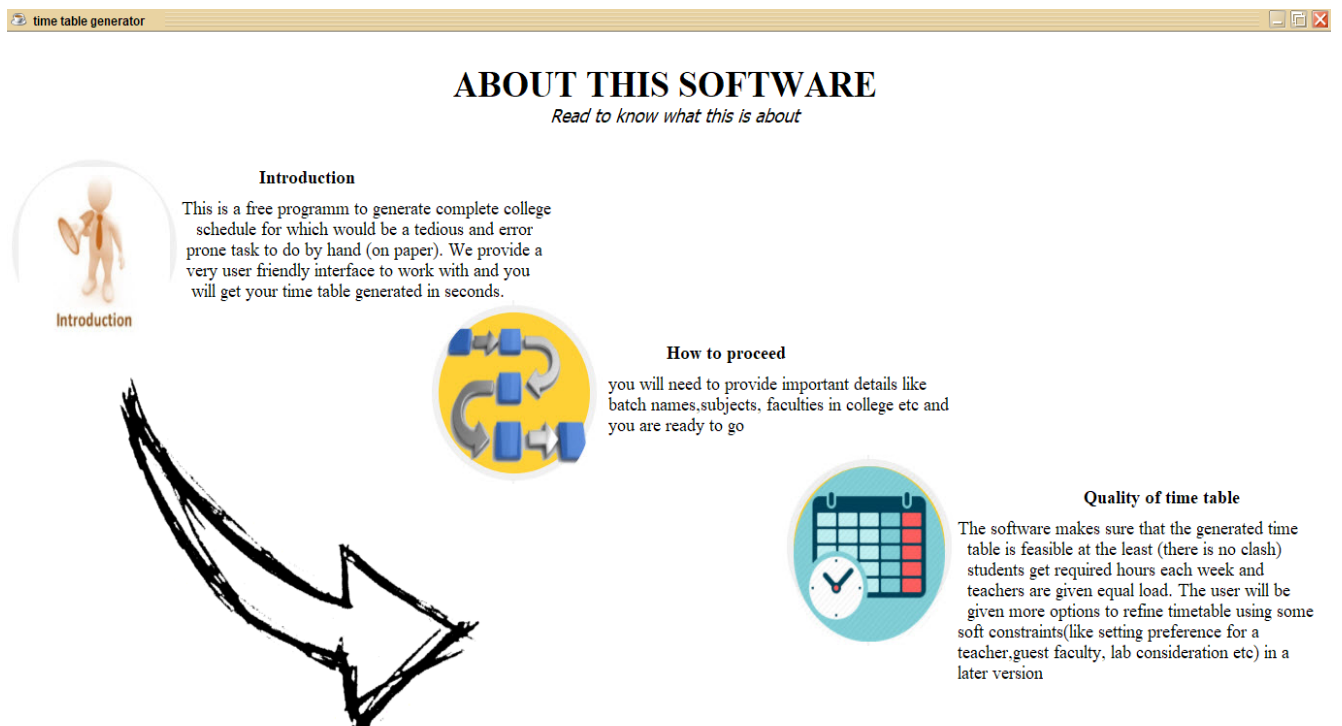 time table generator
ABOUT THIS SOFTWARE
Read to know what this is about
Introduction
This is a free programm to generate complete college
schedule for which would be a tedious and error
prone task to do by hand (on paper). We provide a
very user friendly interface to work with and you
will get your time table generated in seconds.
Introduction
How to proceed
you will need to provide important details like
batch names,subjects, faculties in college etc and
you are ready to go
Quality of time table
The software makes sure that the generated time
table is feasible at the least (there is no clash)
students get required hours each week and
teachers are given equal load. The user will be
given more options to refine timetable using some
soft constraints(like setting preference for a
teacher,guest faculty, lab consideration etc) in a
later version